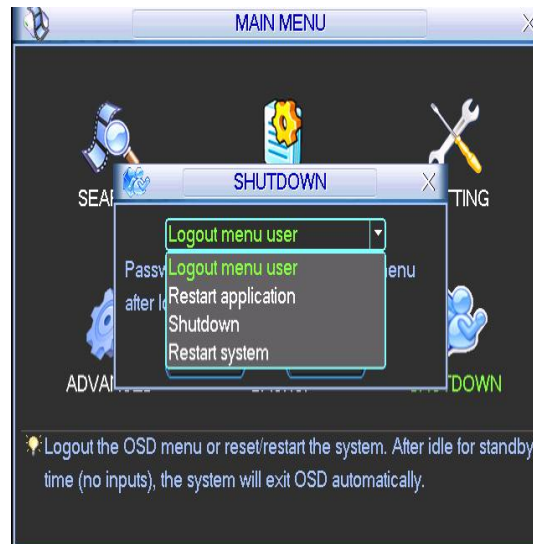 MAIN MENU
SHUTDOWN
TING
Logout menu user
Logout menu user
enu
Restart application
after
Shutdown
Restart system
DOWN
Logout the OSD menu or reset/restart the system. After idle for standby
time (no inputs), the system will exit OSD automatically.